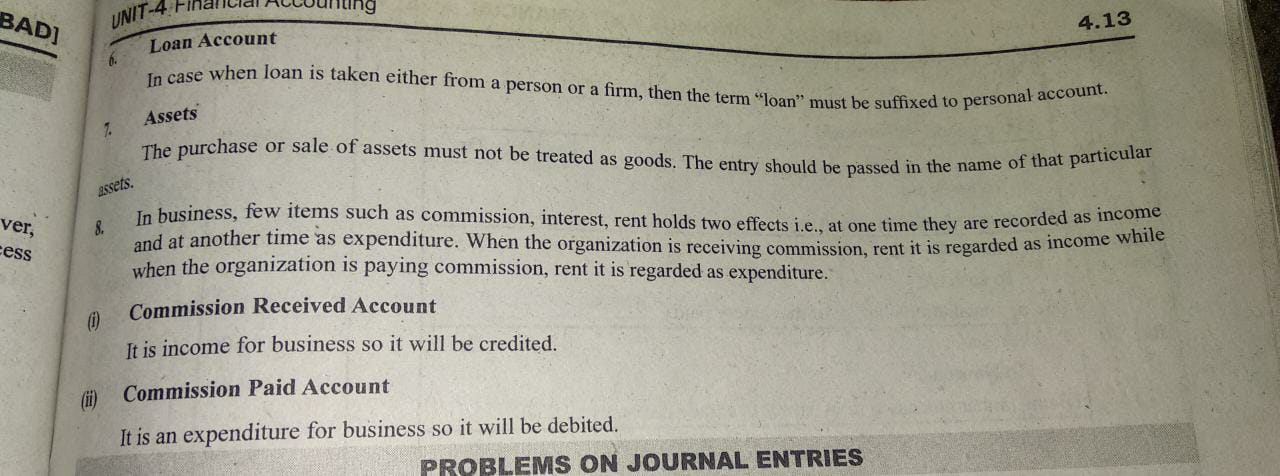 BAD]
UNIT-4 Financial Accounting
4.13
6. Loan Account
In case when loan is taken either from a person or a firm, then the term “loan” must be suffixed to personal account.
7. Assets
The purchase or sale of assets must not be treated as goods. The entry should be passed in the name of that particular
assets.
8. In business, few items such as commission, interest, rent holds two effects i.e., at one time they are recorded as income
and at another time as expenditure. When the organization is receiving commission, rent it is regarded as income while
when the organization is paying commission, rent it is regarded as expenditure.
(i) Commission Received Account
It is income for business so it will be credited.
(ii) Commission Paid Account
It is an expenditure for business so it will be debited.
PROBLEMS ON JOURNAL ENTRIES
ver,
cess